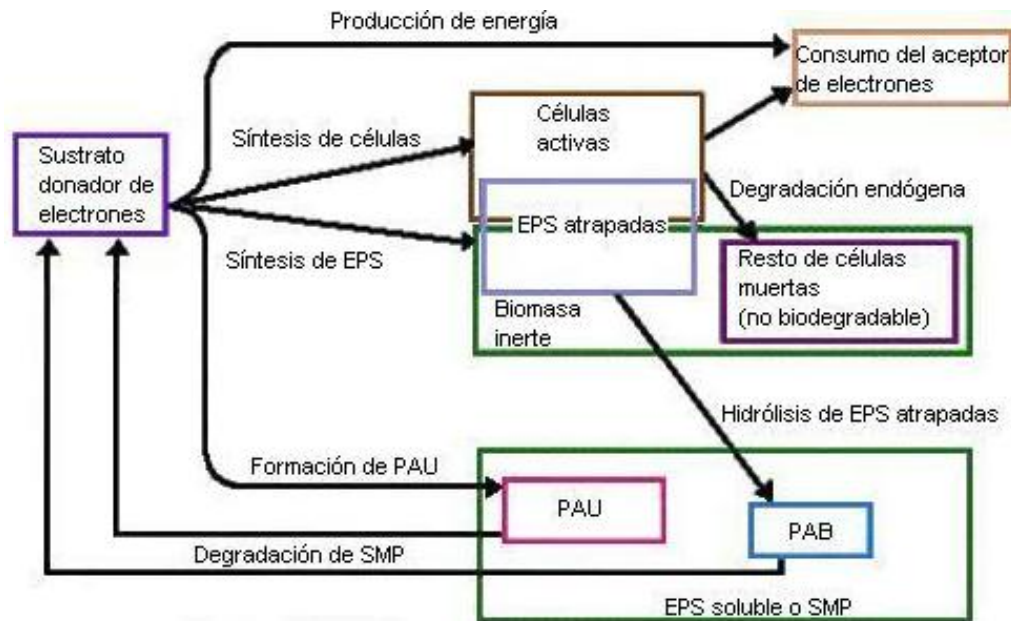 Producción de energía
Consumo del aceptor
de electrones
Células
activas
Síntesis de células
Sustrato
donador de
electrones
Degradación endógena
EPS atrapadas
Síntesis de EPS
Resto de células
muertas
(no biodegradable)
Biomasa
inerte
Hidrólisis de EPS atrapadas
Formación de PAU
PAU
PAB
Degradación de SMP
EPS soluble o SMP